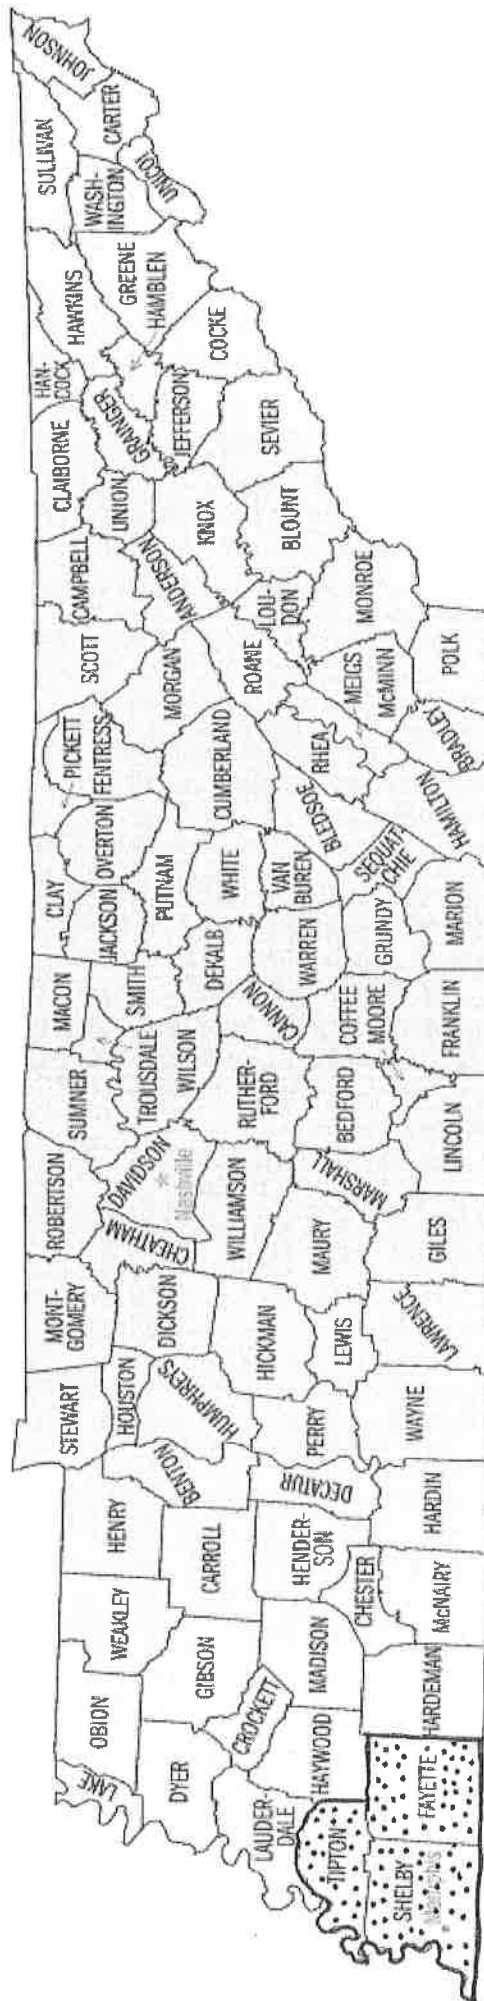 JOHNSON
SULLIVAN
CARTER
UNICOI
WASH-
INGTON
GREENE
HAWKINS
HAMBLEN
HAN-
COCK
COCKE
JEFFERSON
GRAINGER
CLAIBORNE
UNION
SEVIER
KNOX
BLOUNT
CAMPBELL
ANDERSON
LOU-
DON
MONROE
SCOTT
MORGAN
ROANE
MEIGS
McMINN
POLK
BRADLEY
PICKETT
FENTRESS
CUMBERLAND
RHEA
HAMILTON
BLEDSOE
SEQUAT-
CHIE
OVERTON
CLAY
JACKSON
PUTNAM
WHITE
VAN
BUREN
WARREN
GRUNDY
MARION
MACON
SMITH
DEKALB
CANNON
COFFEE
MOORE
FRANKLIN
SUMNER
TROUSDALE
WILSON
RUTHER-
FORD
BEDFORD
LINCOLN
ROBERTSON
DAVIDSON
Nashville
CHEATHAM
WILLIAMSON
MARSHALL
MAURY
GILES
MONT-
GOMERY
DICKSON
HICKMAN
LEWIS
LAWRENCE
STEWART
HOUSTON
HUMPHREYS
PERRY
WAYNE
HENRY
BENTON
DECATUR
HARDIN
CARROLL
HENDER-
SON
CHESTER
McNAIRY
WEAKLEY
GIBSON
MADISON
HARDEMAN
OBION
CROCKETT
HAYWOOD
FAYETTE
LAKE
DYER
LAUDER-
DALE
TIPTON
SHELBY
Memphis